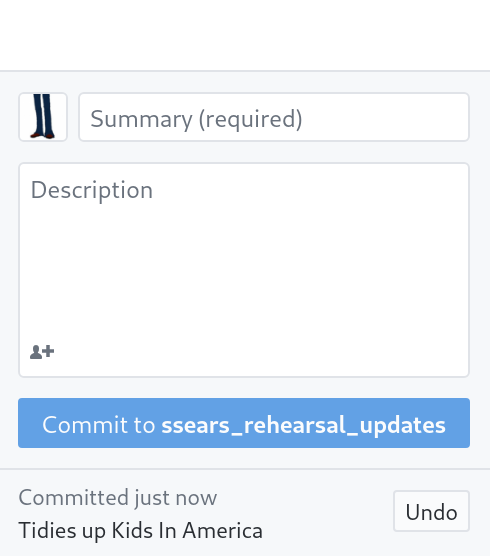 Summary (required)
Description
Commit to ssears_rehearsal_updates
Committed just now
Undo
Tidies up Kids In America